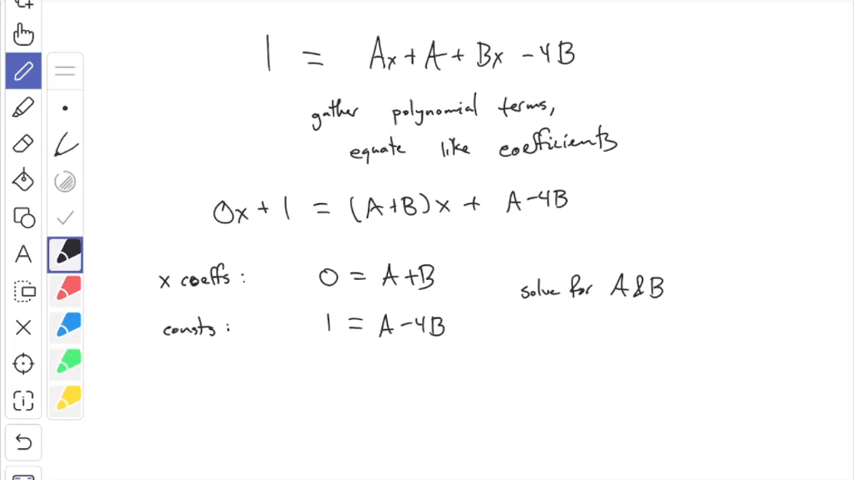 1 = Ax + A + Bx - 4B
gather polynomial terms,
equate like coefficients
0x + 1 = (A+B)x + A-4B
x coeffs: 0 = A+B
solve for A & B
consts: 1 = A-4B